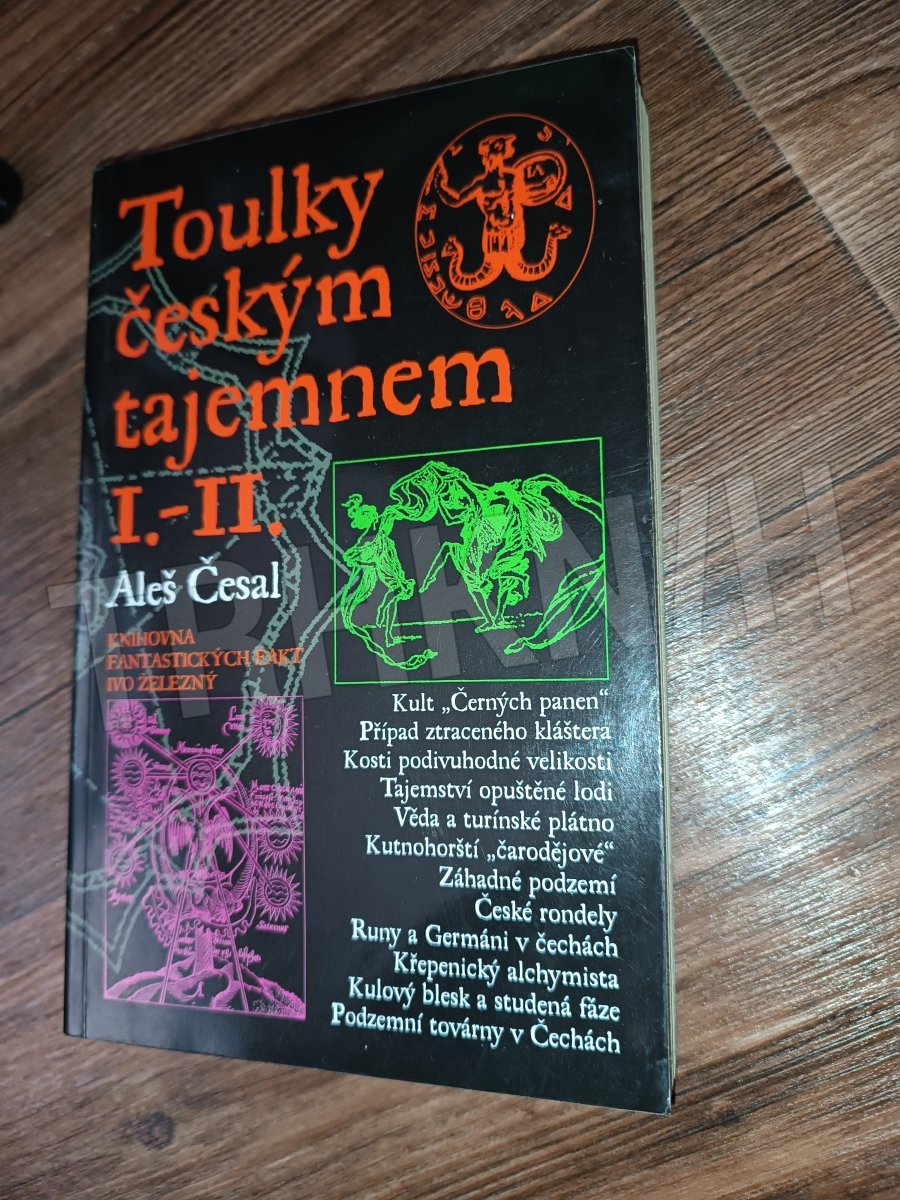 Toulky
českým
tajemnem
I.-II.
Aleš Česal
KNIHOVNA
FANTASTICKÝCH FAKT
IVO ŽELEZNÝ
Kult „Černých panen“
Případ ztraceného kláštera
Kosti podivuhodné velikosti
Tajemství opuštěné lodi
Věda a turínské plátno
Kutnohorští „čarodějové“
Záhadné podzemí
České rondely
Runy a Germáni v čechách
Křepenický alchymista
Kulový blesk a studená fáze
Podzemní továrny v Čechách